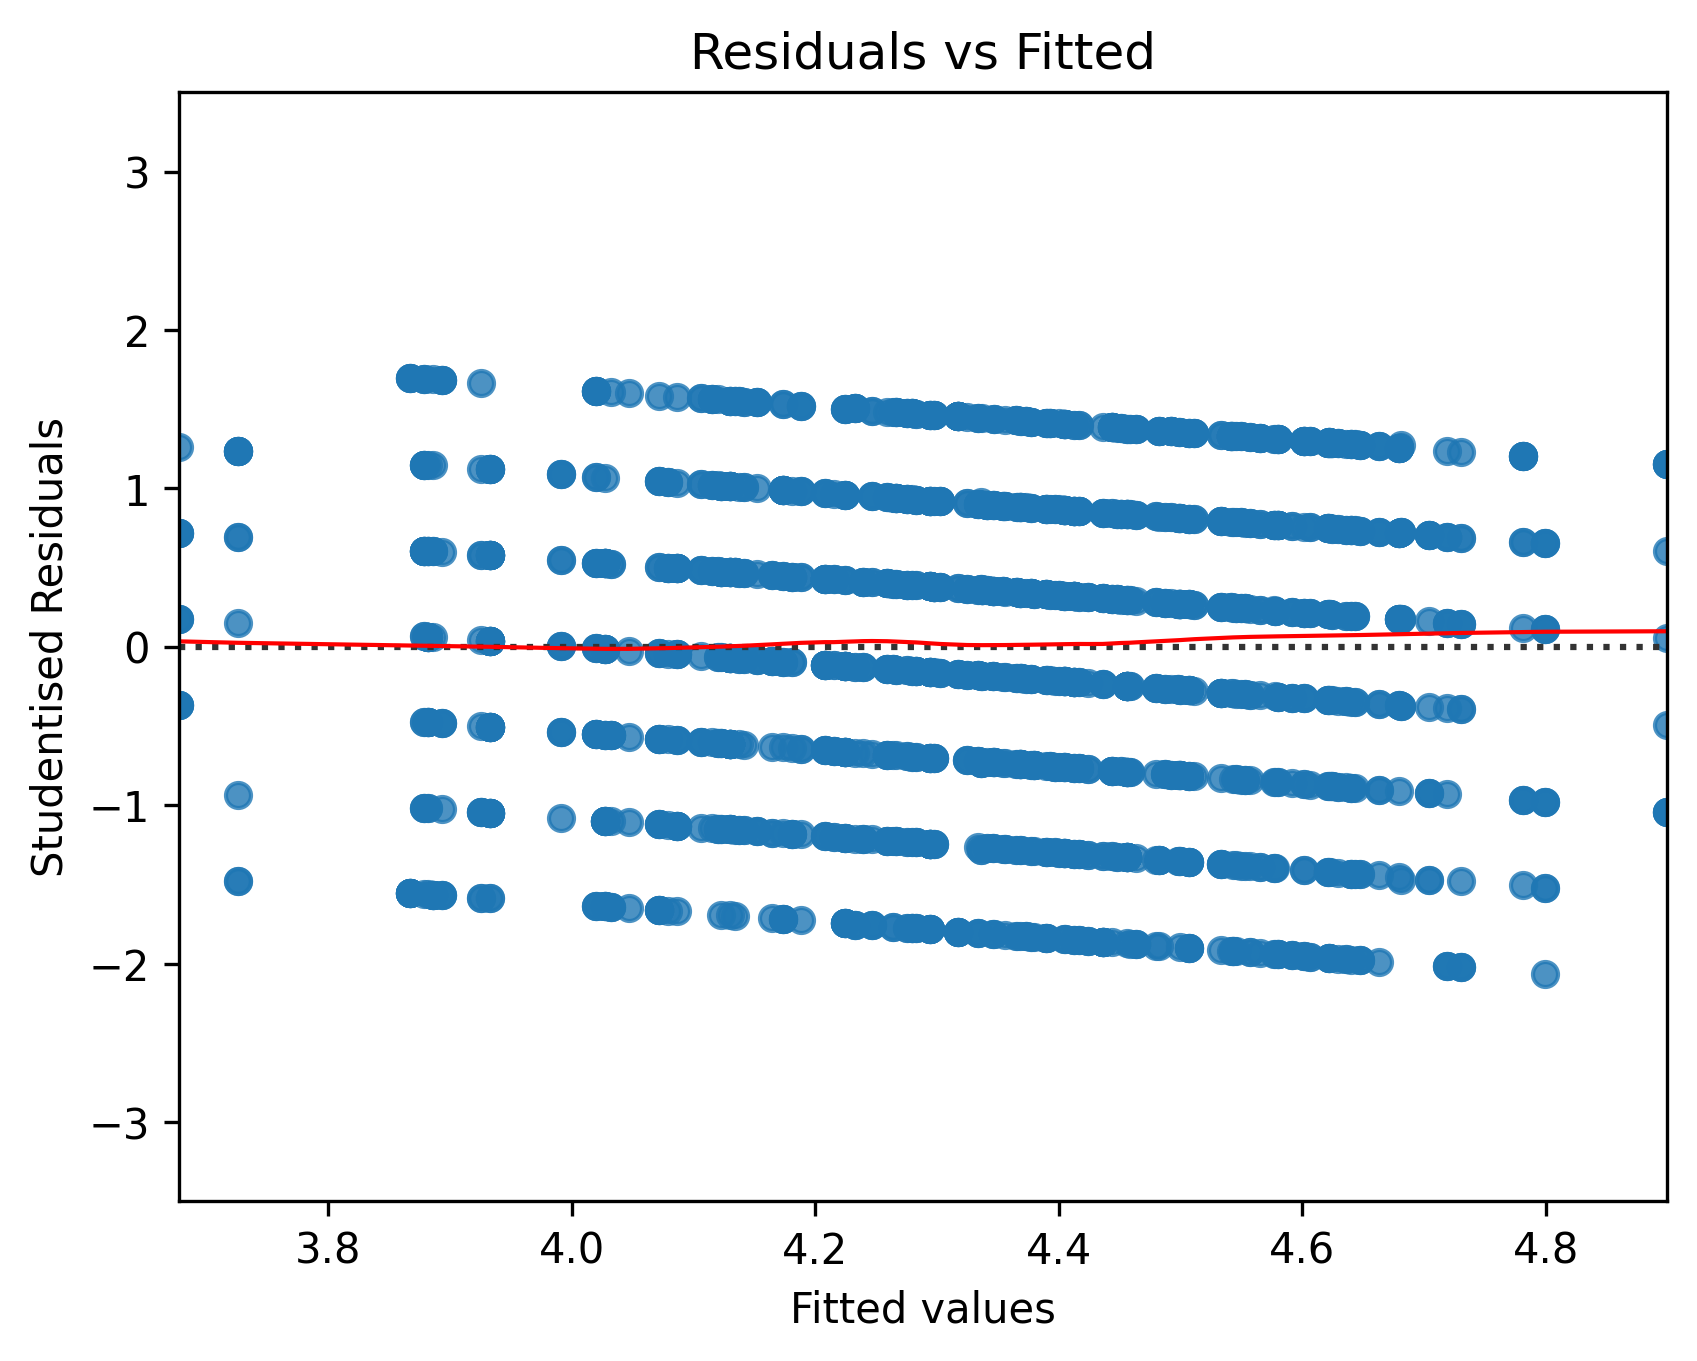 Residuals vs Fitted
Studentised Residuals
3
2
1
0
−1
−2
−3
3.8 4.0 4.2 4.4 4.6 4.8
Fitted values